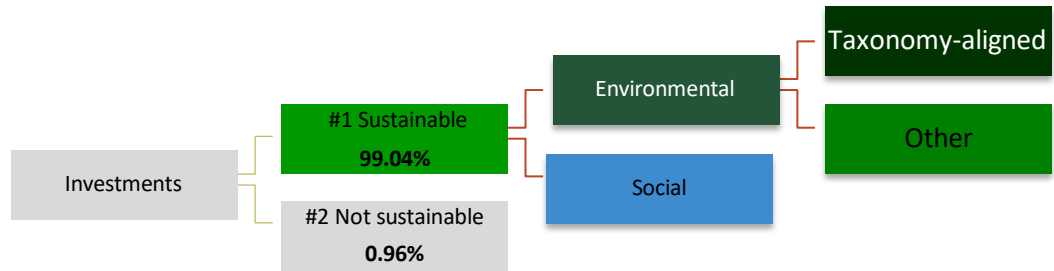 Investments
#1 Sustainable
99.04%
#2 Not sustainable
0.96%
Environmental
Social
Taxonomy-aligned
Other